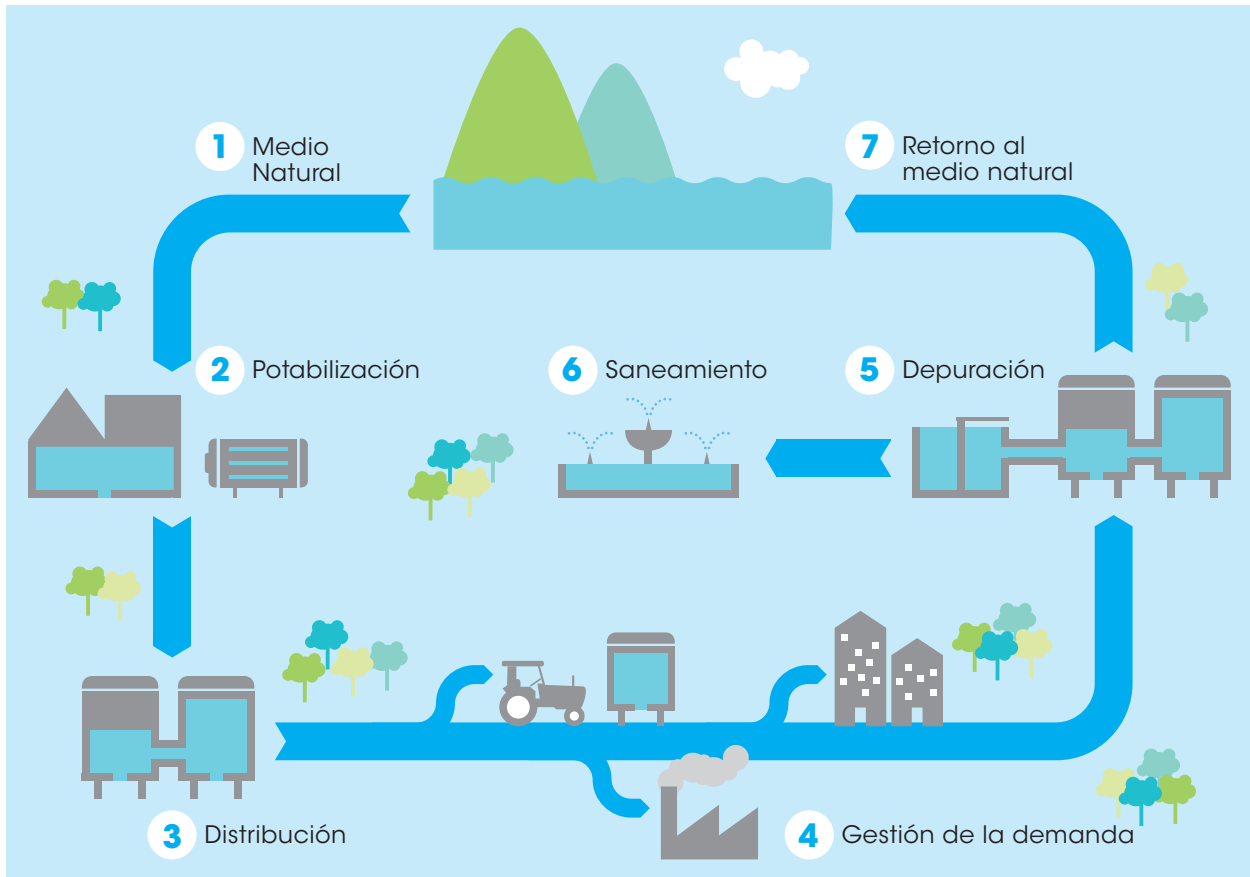 1 Medio
Natural
7 Retorno al
medio natural
2 Potabilización
6 Saneamiento
5 Depuración
3 Distribución
4 Gestión de la demanda